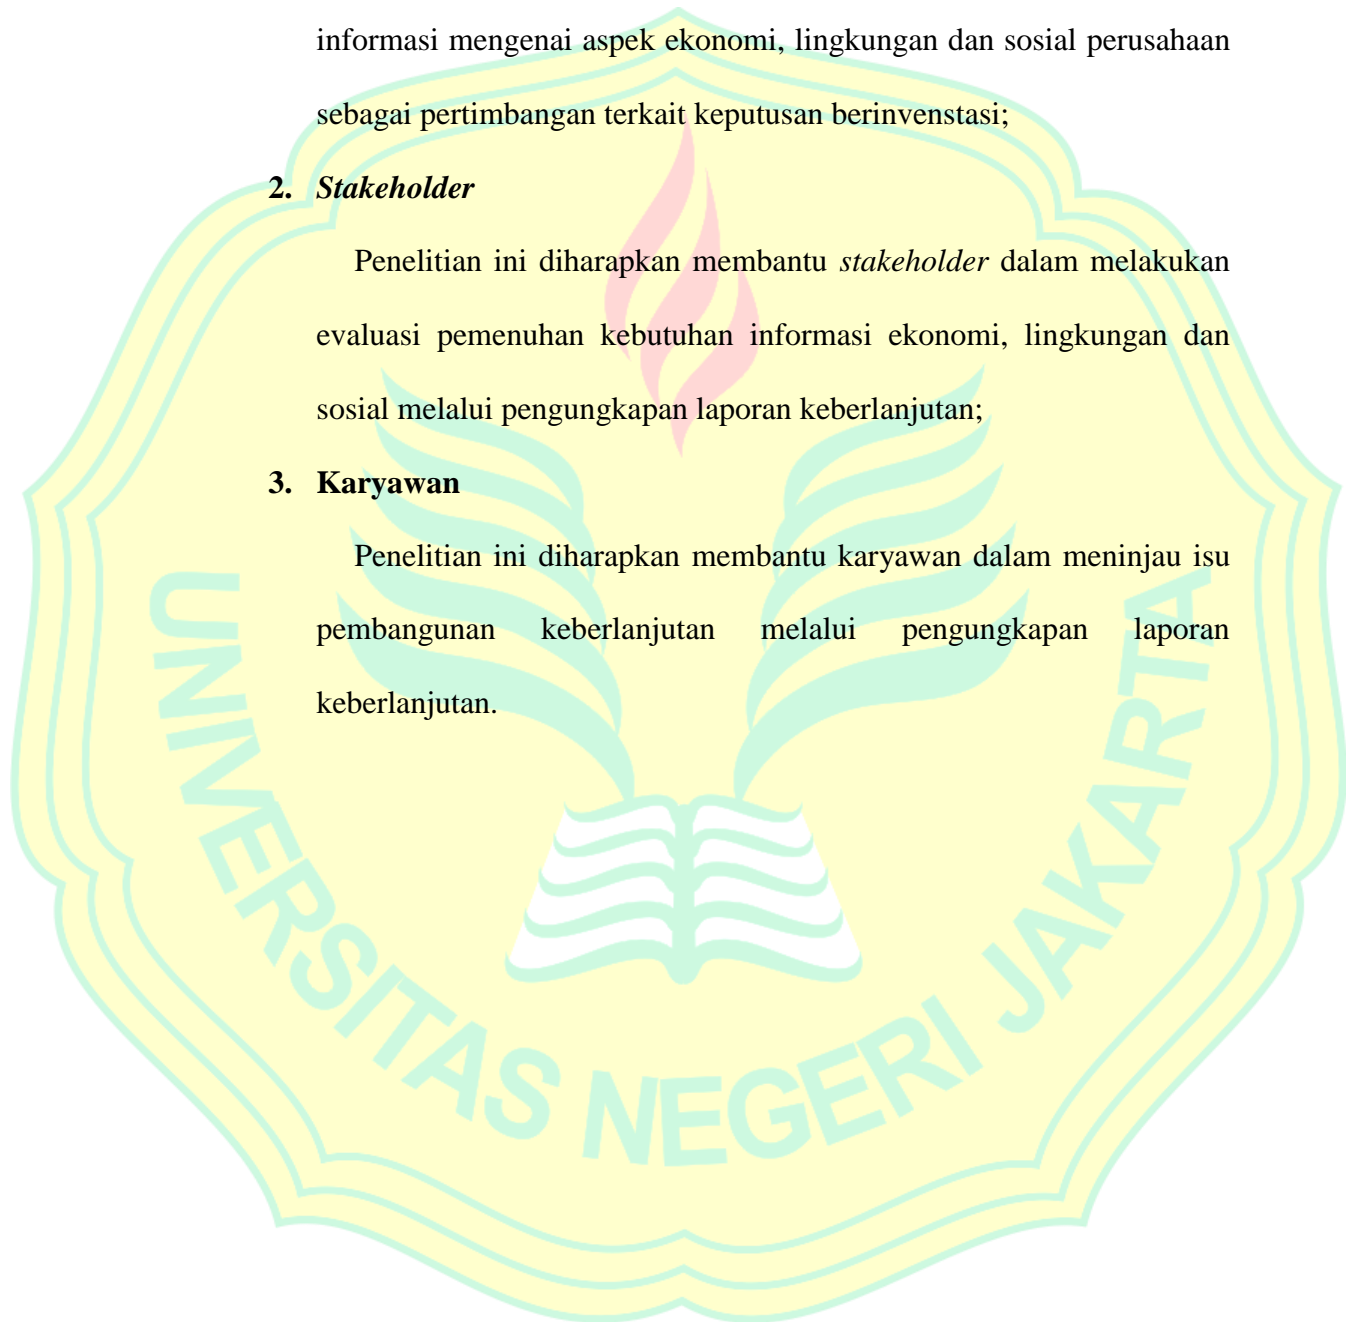 informasi mengenai aspek ekonomi, lingkungan dan sosial perusahaan
sebagai pertimbangan terkait keputusan berinvenstasi;
2. Stakeholder
Penelitian ini diharapkan membantu stakeholder dalam melakukan
evaluasi pemenuhan kebutuhan informasi ekonomi, lingkungan dan
sosial melalui pengungkapan laporan keberlanjutan;
3. Karyawan
Penelitian ini diharapkan membantu karyawan dalam meninjau isu
pembangunan keberlanjutan melalui pengungkapan laporan
keberlanjutan.
UNIVERSITAS NEGERI JAKARTA